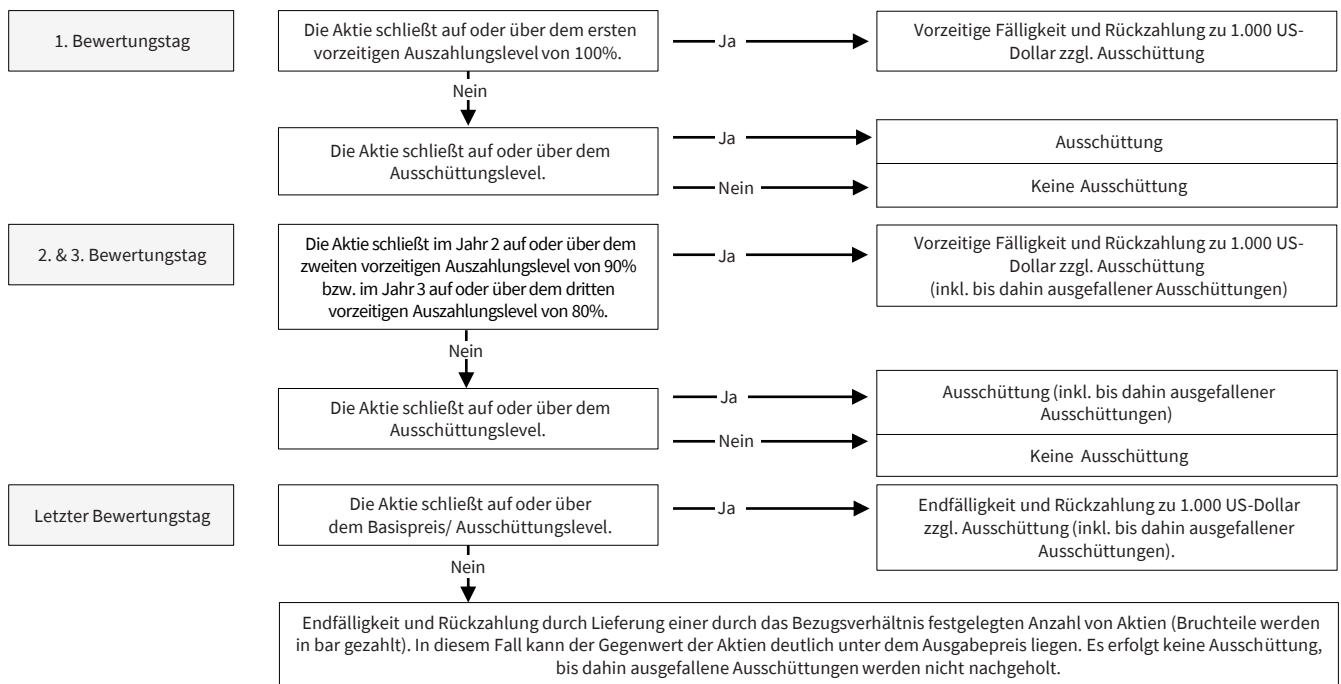 1. Bewertungstag
Die Aktie schließt auf oder über dem ersten
vorzeitigen Auszahlungslevel von 100%.
Ja
Vorzeitige Fälligkeit und Rückzahlung zu 1.000 US-
Dollar zzgl. Ausschüttung
Nein
Die Aktie schließt auf oder über dem
Ausschüttungslevel.
Ja
Ausschüttung
Nein
Keine Ausschüttung
2. & 3. Bewertungstag
Die Aktie schließt im Jahr 2 auf oder über dem
zweiten vorzeitigen Auszahlungslevel von 90%
bzw. im Jahr 3 auf oder über dem dritten
vorzeitigen Auszahlungslevel von 80%.
Ja
Vorzeitige Fälligkeit und Rückzahlung zu 1.000 US-
Dollar zzgl. Ausschüttung
(inkl. bis dahin ausgefallener Ausschüttungen)
Nein
Die Aktie schließt auf oder über dem
Ausschüttungslevel.
Ja
Ausschüttung (inkl. bis dahin ausgefallener
Ausschüttungen)
Nein
Keine Ausschüttung
Letzter Bewertungstag
Die Aktie schließt auf oder über
dem Basispreis/ Ausschüttungslevel.
Ja
Endfälligkeit und Rückzahlung zu 1.000 US-Dollar
zzgl. Ausschüttung (inkl. bis dahin ausgefallener
Ausschüttungen).
Nein
Endfälligkeit und Rückzahlung durch Lieferung einer durch das Bezugsverhältnis festgelegten Anzahl von Aktien (Bruchteile werden
in bar gezahlt). In diesem Fall kann der Gegenwert der Aktien deutlich unter dem Ausgabepreis liegen. Es erfolgt keine Ausschüttung,
bis dahin ausgefallene Ausschüttungen werden nicht nachgeholt.